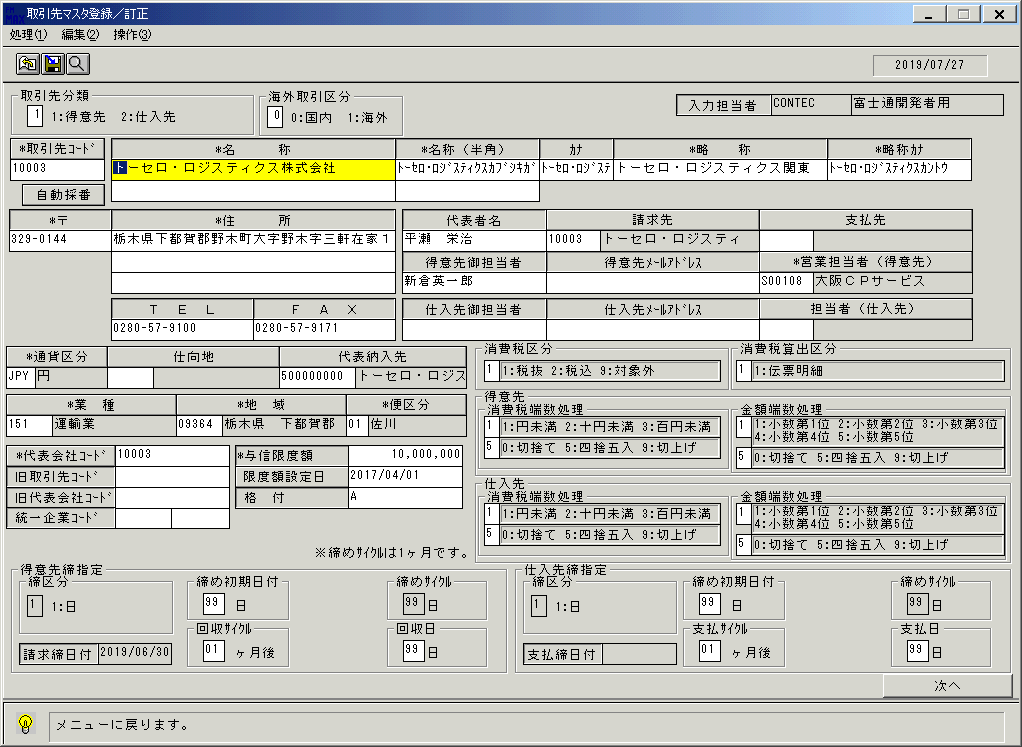 取引先マスタ登録／訂正
処理(1) 編集(2) 操作(3)
2019/07/27
取引先分類
1 1:得意先 2:仕入先
海外取引区分
0 0:国内 1:海外
入力担当者 CONTEC 富士通開発者用
*取引先ｺｰﾄﾞ *名　　称 *名称（半角） ｶﾅ *略　　称 *略称ｶﾅ
10003 トーセロ・ロジスティクス株式会社 ﾄｰｾﾛ･ﾛｼﾞｽﾃｨｸｽｶﾌﾞｼｷｶﾞ ﾄｰｾﾛ･ﾛｼﾞｽﾃ トーセロ・ロジスティクス関東 ﾄｰｾﾛ･ﾛｼﾞｽﾃｨｸｽｶﾝﾄｳ
自動採番
*〒 *住　　所 代表者名 請求先 支払先
329-0144 栃木県下都賀郡野木町大字野木字三軒在家１ 平瀬　栄治 10003 トーセロ・ロジスティ
得意先御担当者 得意先ﾒｰﾙｱﾄﾞﾚｽ *営業担当者（得意先）
新倉英一郎 S00108 大阪ＣＰサービス
ＴＥＬ ＦＡＸ 仕入先御担当者 仕入先ﾒｰﾙｱﾄﾞﾚｽ 担当者（仕入先）
0280-57-9100 0280-57-9171
*通貨区分 仕向地 代表納入先
JPY 円 500000000 トーセロ・ロジス
消費税区分
1 1:税抜 2:税込 9:対象外
消費税算出区分
1 1:伝票明細
*業　種 *地　域 *便区分
151 運輸業 09364 栃木県　下都賀郡 01 佐川
得意先
消費税端数処理
1 1:円未満 2:十円未満 3:百円未満
5 0:切捨て 5:四捨五入 9:切上げ
金額端数処理
1 1:小数第1位 2:小数第2位 3:小数第3位
4:小数第4位 5:小数第5位
5 0:切捨て 5:四捨五入 9:切上げ
*代表会社ｺｰﾄﾞ 10003
旧取引先ｺｰﾄﾞ
旧代表会社ｺｰﾄﾞ
統一企業ｺｰﾄﾞ
*与信限度額 10,000,000
限度額設定日 2017/04/01
格　付 A
仕入先
消費税端数処理
1 1:円未満 2:十円未満 3:百円未満
5 0:切捨て 5:四捨五入 9:切上げ
金額端数処理
1 1:小数第1位 2:小数第2位 3:小数第3位
4:小数第4位 5:小数第5位
5 0:切捨て 5:四捨五入 9:切上げ
※締めｻｲｸﾙは１ヶ月です。
得意先締指定
締区分
1 1:日
締め初期日付
99 日
締めｻｲｸﾙ
99 日
請求締日付 2019/06/30
回収ｻｲｸﾙ
01 ヶ月後
回収日
99 日
仕入先締指定
締区分
1 1:日
締め初期日付
99 日
締めｻｲｸﾙ
99 日
支払締日付
支払ｻｲｸﾙ
01 ヶ月後
支払日
99 日
次へ
メニューに戻ります。